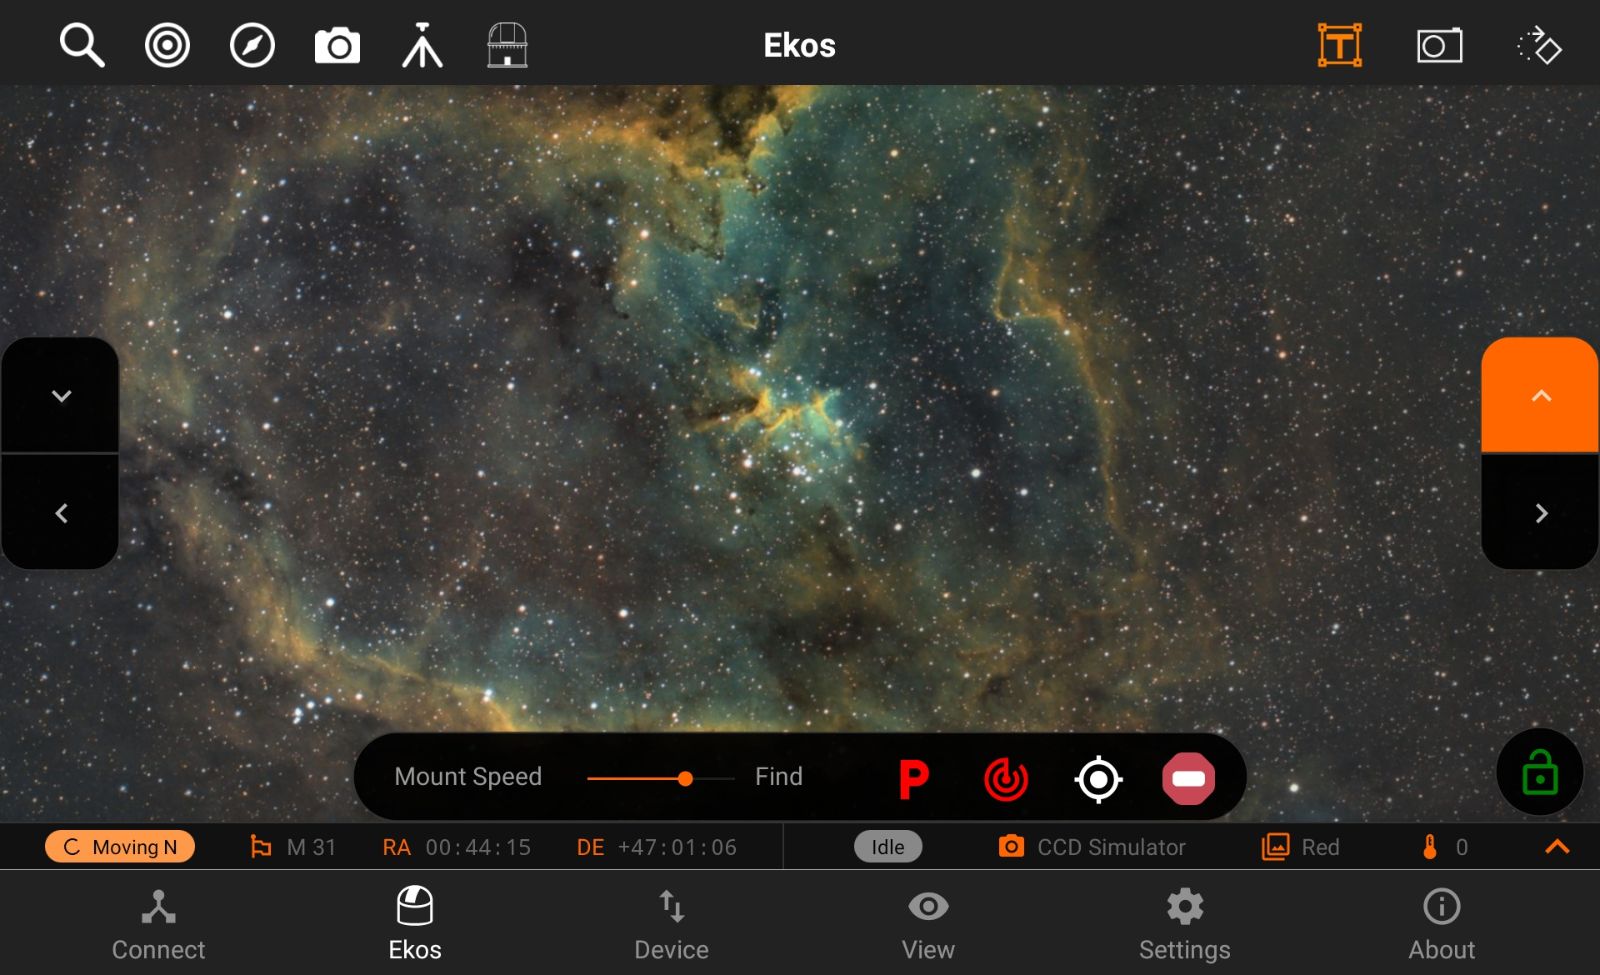 Ekos
T
Mount Speed Find P
Moving N M 31 RA 00:44:15 DE +47:01:06 Idle CCD Simulator Red 0
Connect Ekos Device View Settings About